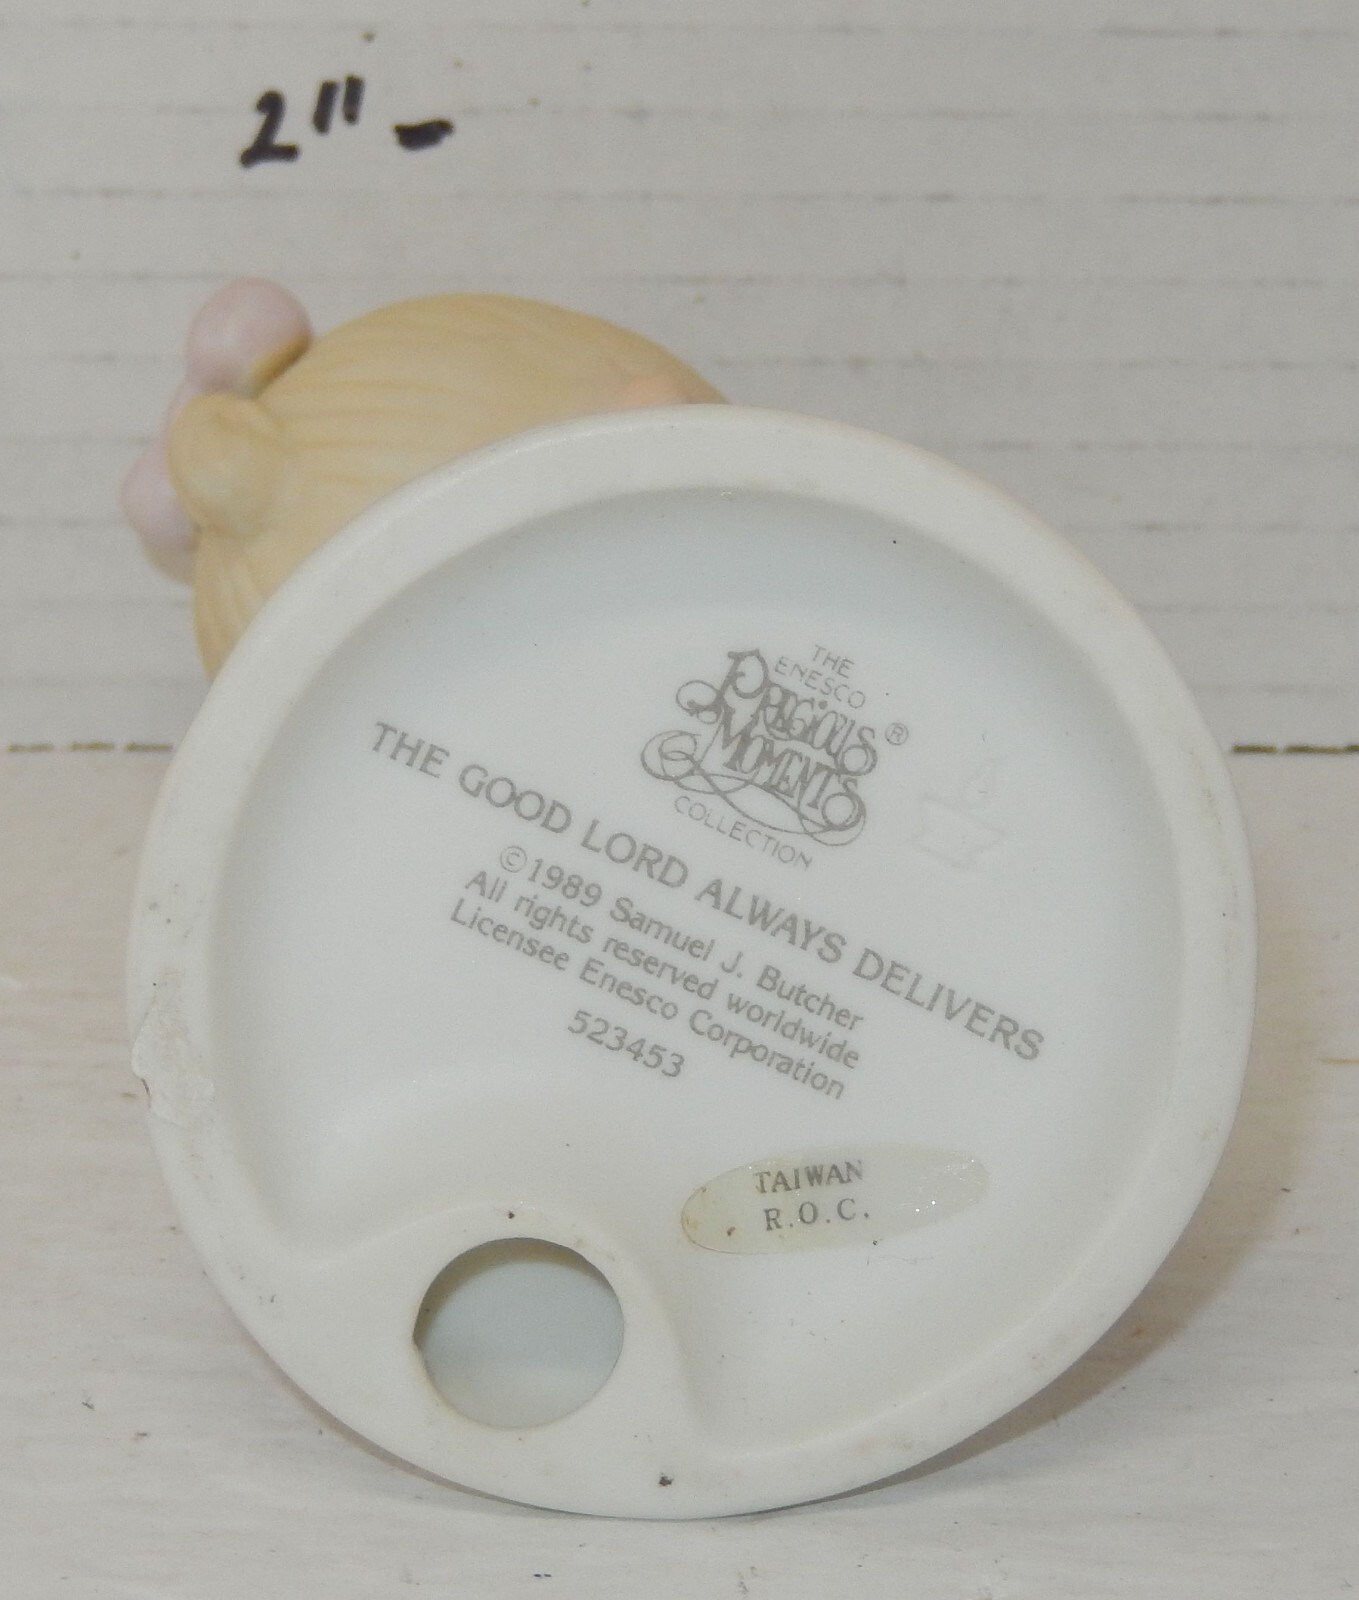 2" -
THE
ENESCO
PRECIOUS
MOMENTS ®
COLLECTION
THE GOOD LORD ALWAYS DELIVERS
©1989 Samuel J. Butcher
All rights reserved worldwide
Licensee Enesco Corporation
523453
TAIWAN
R.O.C.